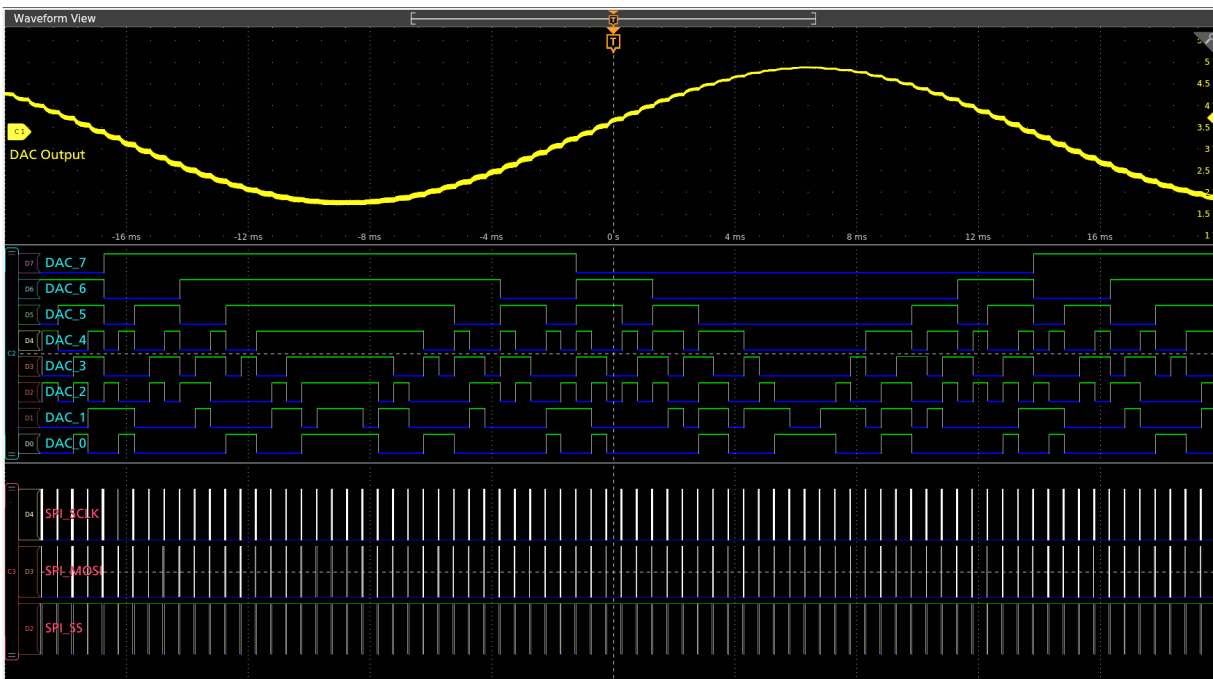 Waveform View
T
T
5
4.5
4
C 1
3.5
DAC Output
3
2.5
2
1.5
-16 ms -12 ms -8 ms -4 ms 0 s 4 ms 8 ms 12 ms 16 ms 1
D7 DAC_7
D6 DAC_6
D5 DAC_5
D4 DAC_4
C2
D3 DAC_3
D2 DAC_2
D1 DAC_1
D0 DAC_0
D4 SPI_SCLK
C3 D3 SPI_MOSI
D2 SPI_SS